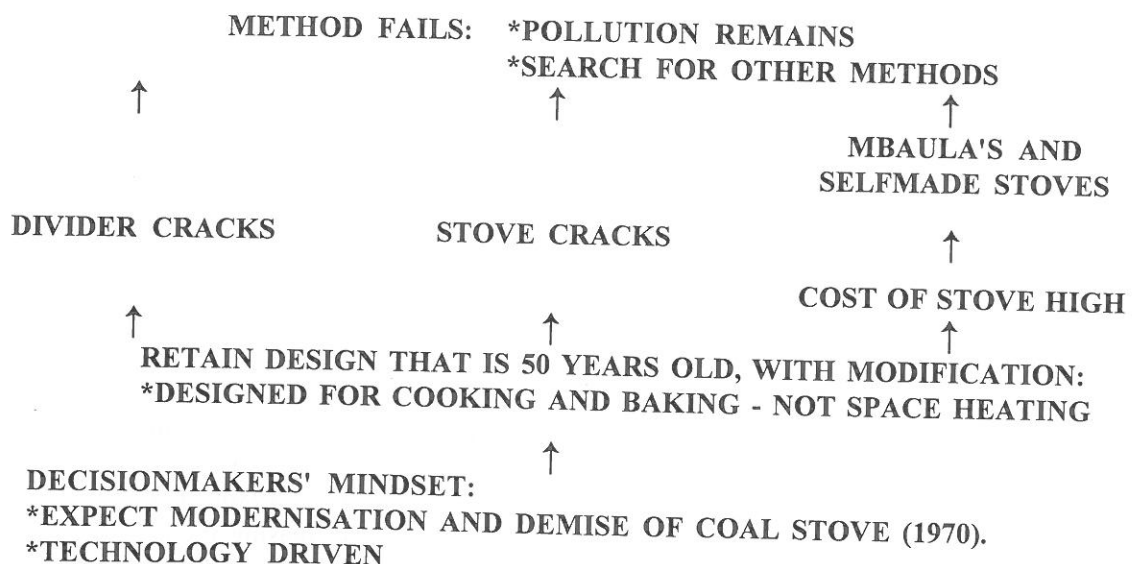 METHOD FAILS: *POLLUTION REMAINS
*SEARCH FOR OTHER METHODS
MBAULA'S AND
SELFMADE STOVES
DIVIDER CRACKS
STOVE CRACKS
COST OF STOVE HIGH
RETAIN DESIGN THAT IS 50 YEARS OLD, WITH MODIFICATION:
*DESIGNED FOR COOKING AND BAKING - NOT SPACE HEATING
DECISIONMAKERS' MINDSET:
*EXPECT MODERNISATION AND DEMISE OF COAL STOVE (1970).
*TECHNOLOGY DRIVEN